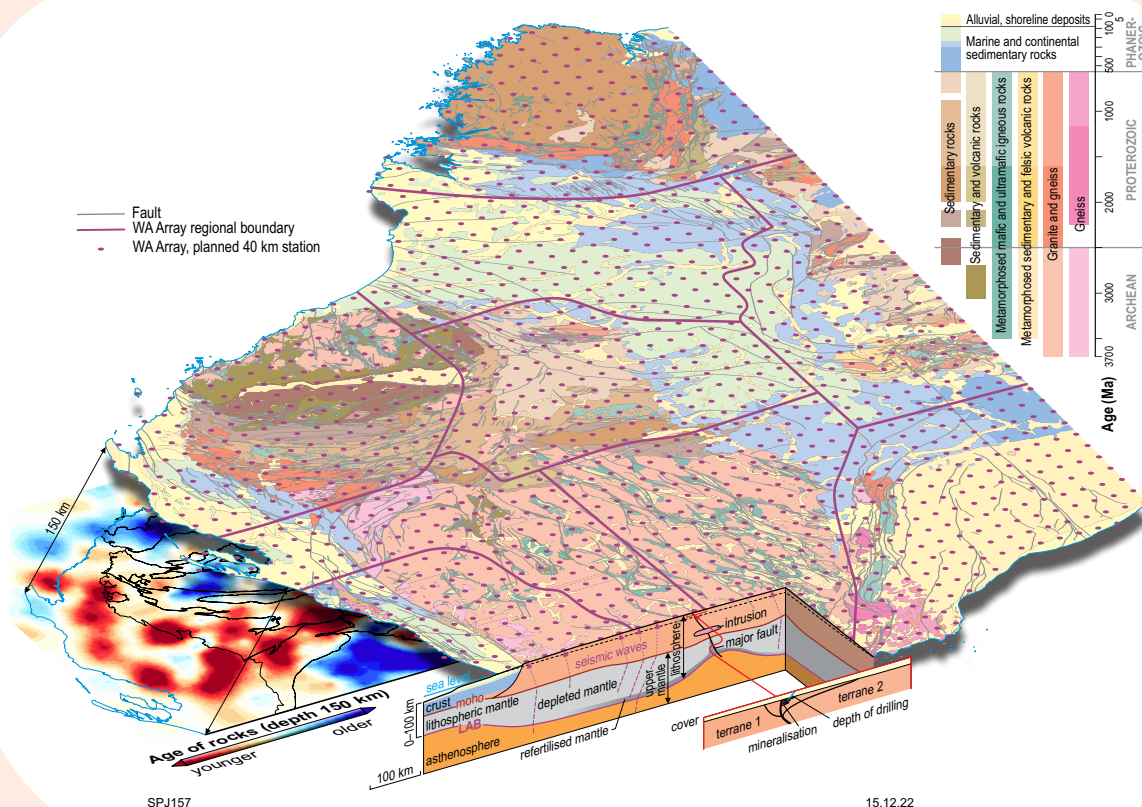 Fault
WA Array regional boundary
WA Array, planned 40 km station
Alluvial, shoreline deposits
Marine and continental
sedimentary rocks
Sedimentary rocks
Sedimentary and volcanic rocks
Metamorphosed mafic and ultramafic igneous rocks
Metamorphosed sedimentary and felsic volcanic rocks
Granite and gneiss
Gneiss
0
5
100
500
1000
2000
3000
3700
Age (Ma)
PHANER-
OZOIC
PROTEROZOIC
ARCHEAN
150 km
Age of rocks (depth 150 km)
younger
older
sea level
crust
moho
lithospheric mantle
LAB
asthenosphere
0–100 km
100 km
seismic waves
depleted mantle
refertilised mantle
upper
mantle
lithosphere
intrusion
major fault
cover
terrane 1
terrane 2
mineralisation
depth of drilling
SPJ157
15.12.22